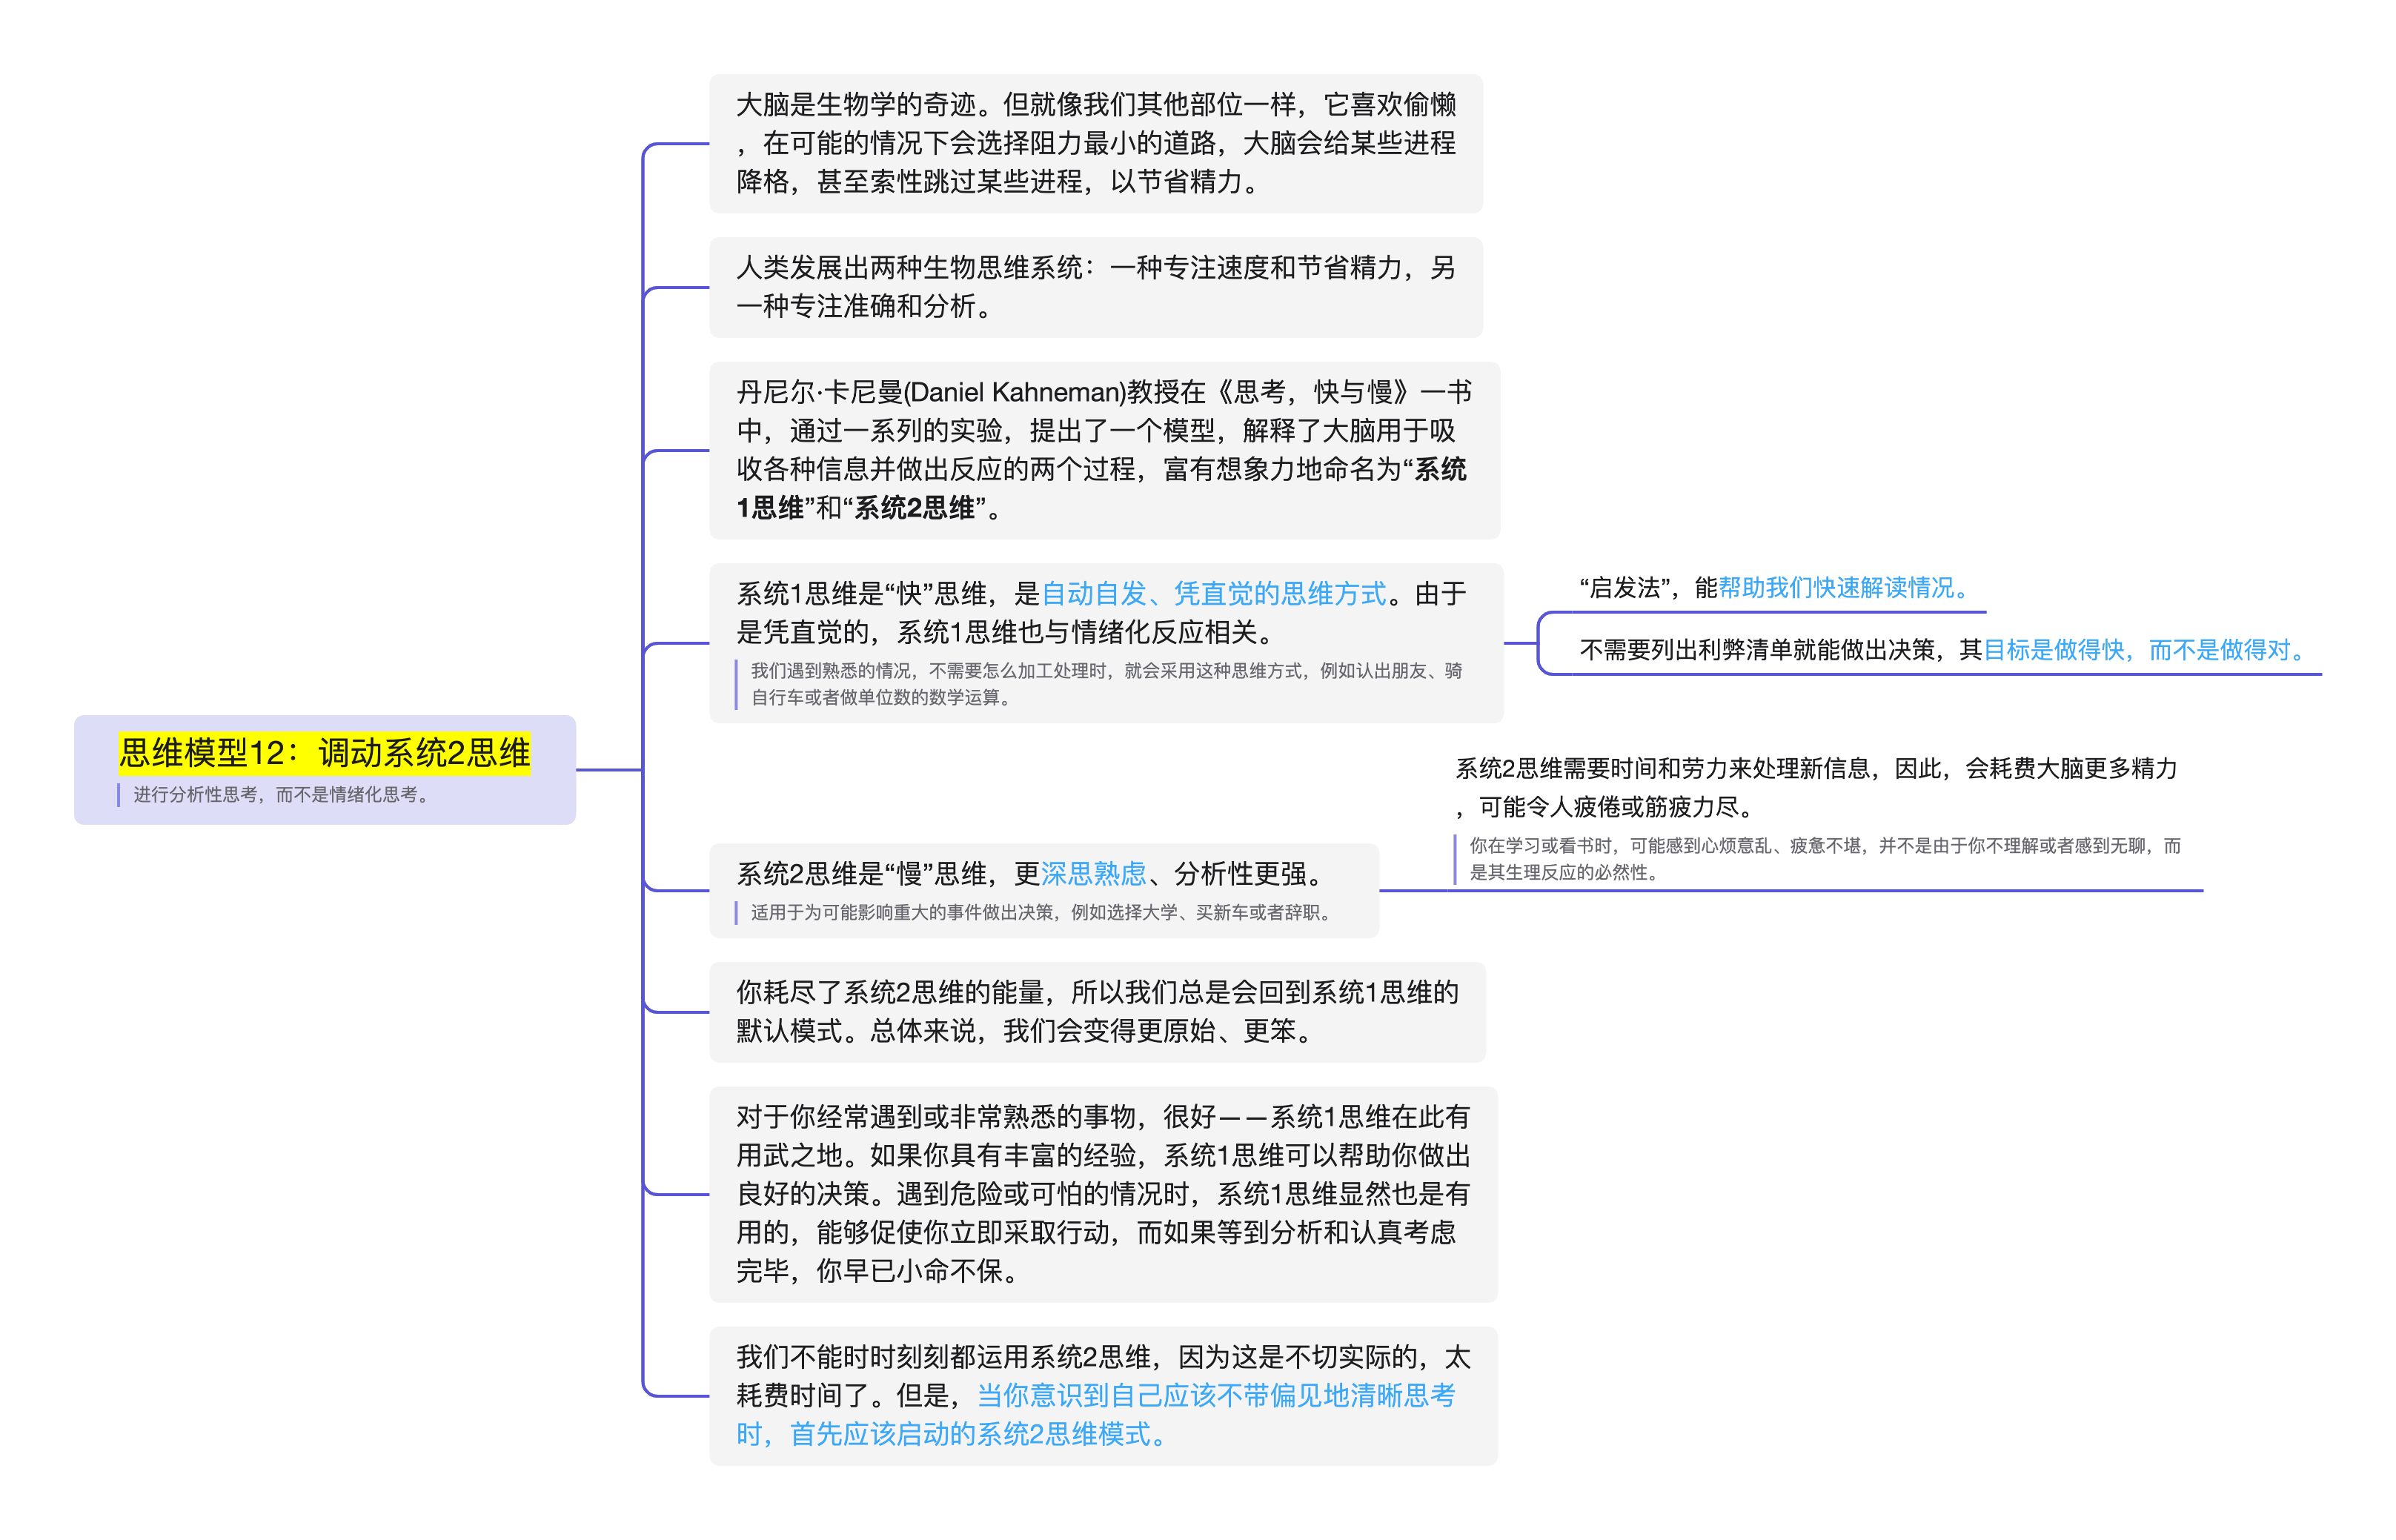 思维模型12：调动系统2思维
进行分析性思考，而不是情绪化思考。
大脑是生物学的奇迹。但就像我们其他部位一样，它喜欢偷懒
，在可能的情况下会选择阻力最小的道路，大脑会给某些进程
降格，甚至索性跳过某些进程，以节省精力。
人类发展出两种生物思维系统：一种专注速度和节省精力，另
一种专注准确和分析。
丹尼尔·卡尼曼(Daniel Kahneman)教授在《思考，快与慢》一书
中，通过一系列的实验，提出了一个模型，解释了大脑用于吸
收各种信息并做出反应的两个过程，富有想象力地命名为“系统
1思维”和“系统2思维”。
系统1思维是“快”思维，是自动自发、凭直觉的思维方式。由于
是凭直觉的，系统1思维也与情绪化反应相关。
我们遇到熟悉的情况，不需要怎么加工处理时，就会采用这种思维方式，例如认出朋友、骑
自行车或者做单位数的数学运算。
“启发法”，能帮助我们快速解读情况。
不需要列出利弊清单就能做出决策，其目标是做得快，而不是做得对。
系统2思维是“慢”思维，更深思熟虑、分析性更强。
适用于为可能影响重大的事件做出决策，例如选择大学、买新车或者辞职。
系统2思维需要时间和劳力来处理新信息，因此，会耗费大脑更多精力
，可能令人疲倦或筋疲力尽。
你在学习或看书时，可能感到心烦意乱、疲惫不堪，并不是由于你不理解或者感到无聊，而
是其生理反应的必然性。
你耗尽了系统2思维的能量，所以我们总是会回到系统1思维的
默认模式。总体来说，我们会变得更原始、更笨。
对于你经常遇到或非常熟悉的事物，很好——系统1思维在此有
用武之地。如果你具有丰富的经验，系统1思维可以帮助你做出
良好的决策。遇到危险或可怕的情况时，系统1思维显然也是有
用的，能够促使你立即采取行动，而如果等到分析和认真考虑
完毕，你早已小命不保。
我们不能时时刻刻都运用系统2思维，因为这是不切实际的，太
耗费时间了。但是，当你意识到自己应该不带偏见地清晰思考
时，首先应该启动的系统2思维模式。